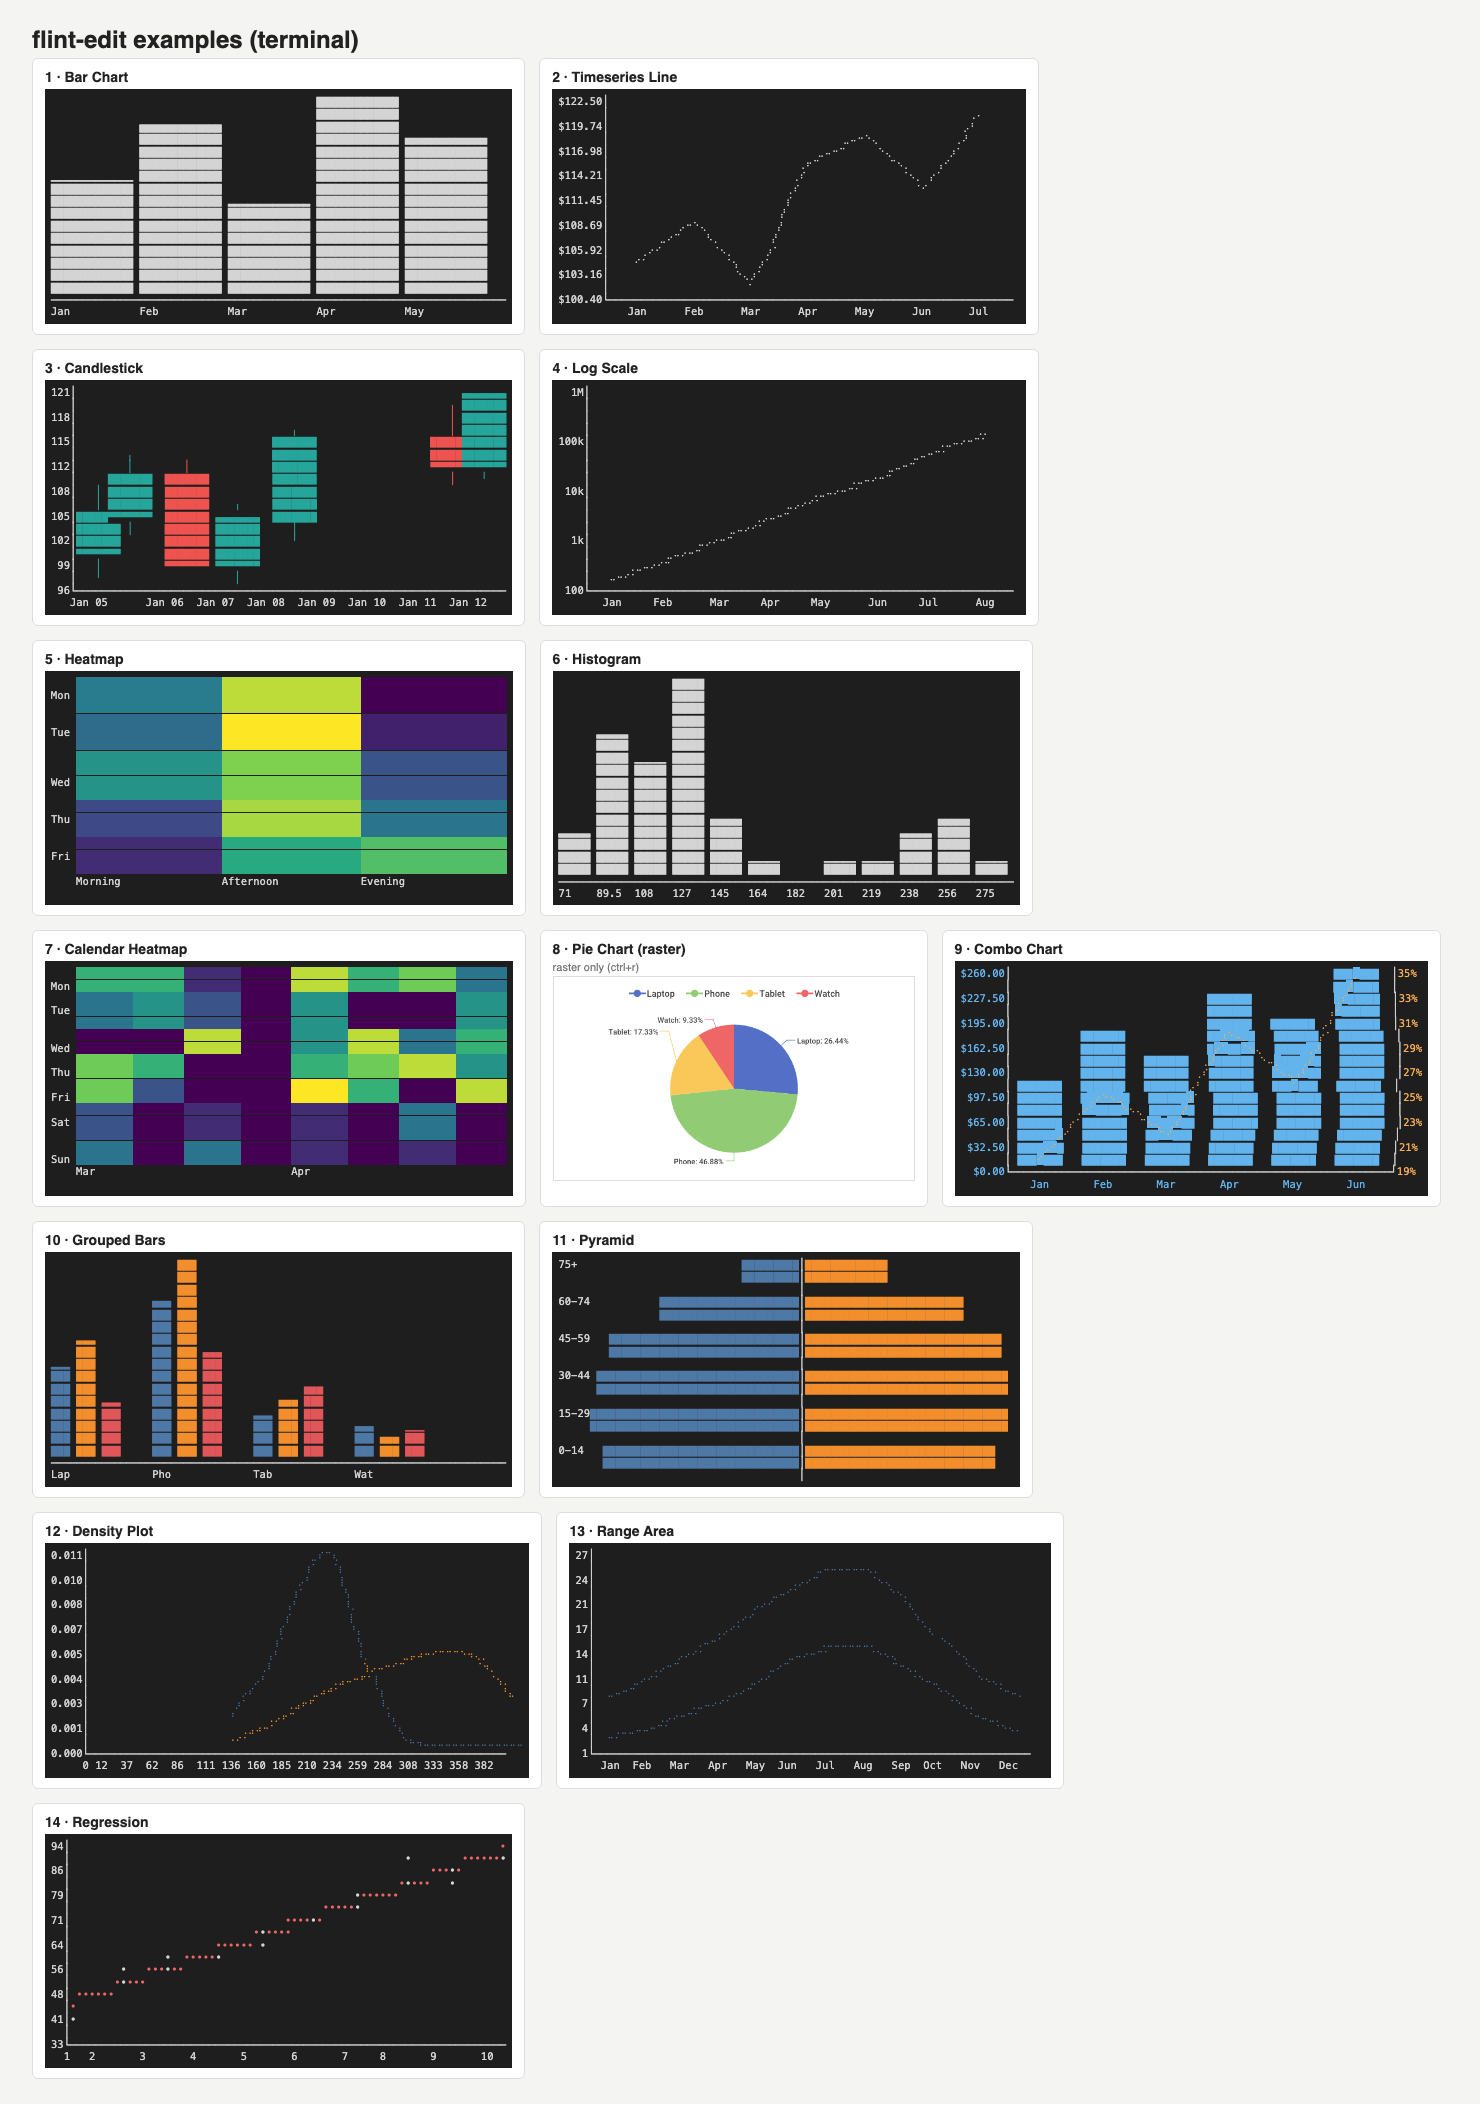 flint-edit examples (terminal)
1 · Bar Chart
Jan Feb Mar Apr May
2 · Timeseries Line
$122.50
$119.74
$116.98
$114.21
$111.45
$108.69
$105.92
$103.16
$100.40
Jan Feb Mar Apr May Jun Jul
3 · Candlestick
121
118
115
112
108
105
102
99
96
Jan 05 Jan 06 Jan 07 Jan 08 Jan 09 Jan 10 Jan 11 Jan 12
4 · Log Scale
1M
100k
10k
1k
100
Jan Feb Mar Apr May Jun Jul Aug
5 · Heatmap
Mon
Tue
Wed
Thu
Fri
Morning Afternoon Evening
6 · Histogram
71 89.5 108 127 145 164 182 201 219 238 256 275
7 · Calendar Heatmap
Mon
Tue
Wed
Thu
Fri
Sat
Sun
Mar Apr
8 · Pie Chart (raster)
raster only (ctrl+r)
Laptop Phone Tablet Watch
Watch: 9.33%
Tablet: 17.33%
Laptop: 26.44%
Phone: 46.88%
9 · Combo Chart
$260.00 35%
$227.50 33%
$195.00 31%
$162.50 29%
$130.00 27%
$97.50 25%
$65.00 23%
$32.50 21%
$0.00 19%
Jan Feb Mar Apr May Jun
10 · Grouped Bars
Lap Pho Tab Wat
11 · Pyramid
75+
60–74
45–59
30–44
15–29
0–14
12 · Density Plot
0.011
0.010
0.008
0.007
0.005
0.004
0.003
0.001
0.000
0 12 37 62 86 111 136 160 185 210 234 259 284 308 333 358 382
13 · Range Area
27
24
21
17
14
11
7
4
1
Jan Feb Mar Apr May Jun Jul Aug Sep Oct Nov Dec
14 · Regression
94
86
79
71
64
56
48
41
33
1 2 3 4 5 6 7 8 9 10